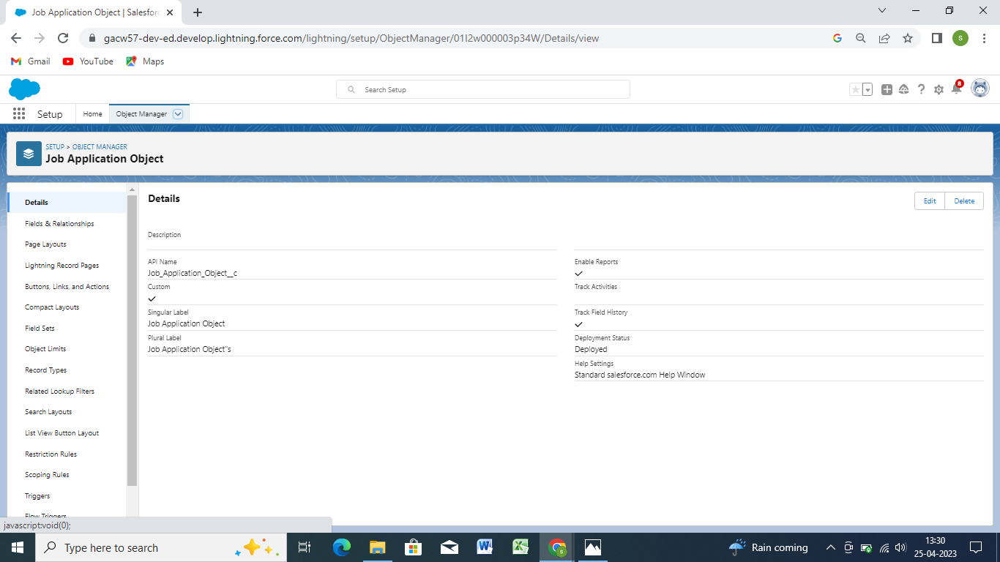 Job Application Object | Salesforc
gacw57-dev-ed.develop.lightning.force.com/lightning/setup/ObjectManager/01I2w000003p34W/Details/view
S
Gmail YouTube Maps
Search Setup
8
Setup Home Object Manager
SETUP > OBJECT MANAGER
Job Application Object
Details
Fields & Relationships
Page Layouts
Lightning Record Pages
Buttons, Links, and Actions
Compact Layouts
Field Sets
Object Limits
Record Types
Related Lookup Filters
Search Layouts
List View Button Layout
Restriction Rules
Scoping Rules
Triggers
Flow Triggers
Details
Edit Delete
Description
API Name
Job_Application_Object__c
Custom
Singular Label
Job Application Object
Plural Label
Job Application Object"s
Enable Reports
Track Activities
Track Field History
Deployment Status
Deployed
Help Settings
Standard salesforce.com Help Window
javascript:void(0);
Type here to search
Rain coming
13:30
25-04-2023